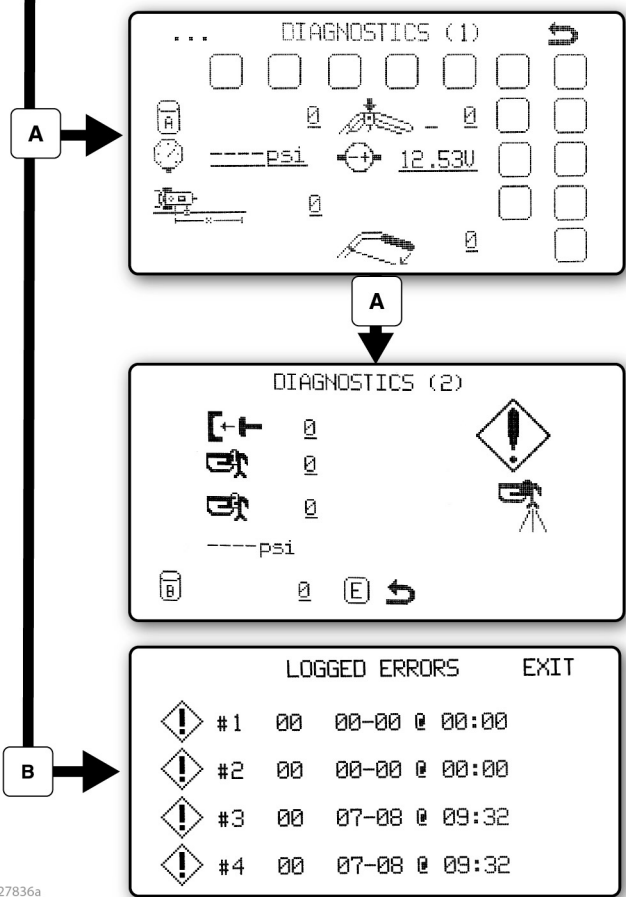 ... DIAGNOSTICS (1)
A 0 _ 0
A ----psi 12.53V
0
0
A
DIAGNOSTICS (2)
0
0
0
----psi
B 0 E
LOGGED ERRORS EXIT
#1 00 00-00 @ 00:00
#2 00 00-00 @ 00:00
B
#3 00 07-08 @ 09:32
#4 00 07-08 @ 09:32
27836a